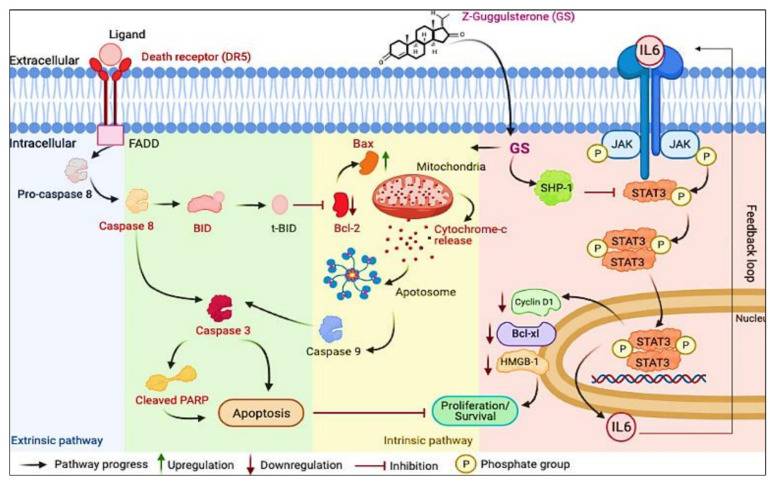 Z-Guggulsterone (GS)
Ligand
Extracellular
Death receptor (DR5)
IL6
Intracellular
FADD
Bax
GS
JAK
JAK
P
P
Mitochondria
Pro-caspase 8
SHP-1
STAT3
P
Caspase 8
BID
t-BID
Bcl-2
Cytochrome-c
release
Feedback loop
P
STAT3
P
STAT3
Apotosome
Cyclin D1
Caspase 3
Bcl-xl
Nucleu
Caspase 9
HMGB-1
P
STAT3
P
STAT3
Cleaved PARP
Apoptosis
Proliferation/
Survival
IL6
Extrinsic pathway
Intrinsic pathway
Pathway progress
Upregulation
Downregulation
Inhibition
P
Phosphate group
O
O
H
H
H
H